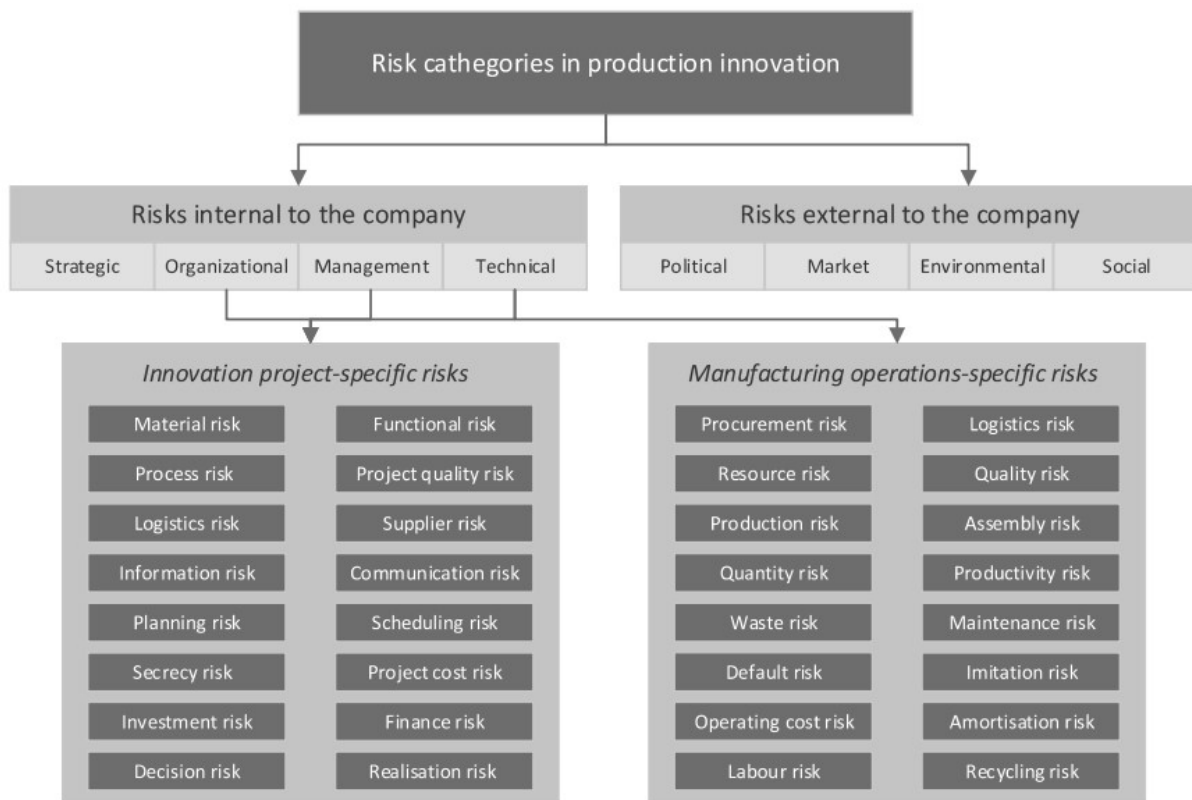 Risk cathegories in production innovation
Risks internal to the company
Strategic
Organizational
Management
Technical
Risks external to the company
Political
Market
Environmental
Social
Innovation project-specific risks
Material risk
Functional risk
Process risk
Project quality risk
Logistics risk
Supplier risk
Information risk
Communication risk
Planning risk
Scheduling risk
Secrecy risk
Project cost risk
Investment risk
Finance risk
Decision risk
Realisation risk
Manufacturing operations-specific risks
Procurement risk
Logistics risk
Resource risk
Quality risk
Production risk
Assembly risk
Quantity risk
Productivity risk
Waste risk
Maintenance risk
Default risk
Imitation risk
Operating cost risk
Amortisation risk
Labour risk
Recycling risk